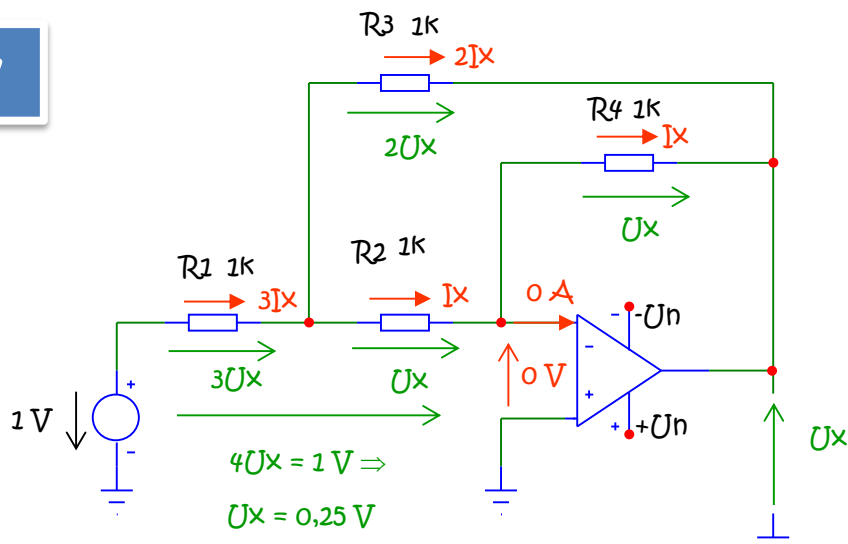 R3 1k
2Ix
2Ux
R4 1k
Ix
Ux
R1 1k
3Ix
3Ux
R2 1k
Ix
Ux
0 A
0 V
-
+
-
-Un
+
+Un
1 V
+
-
4Ux = 1 V ⇒
Ux = 0,25 V
Ux